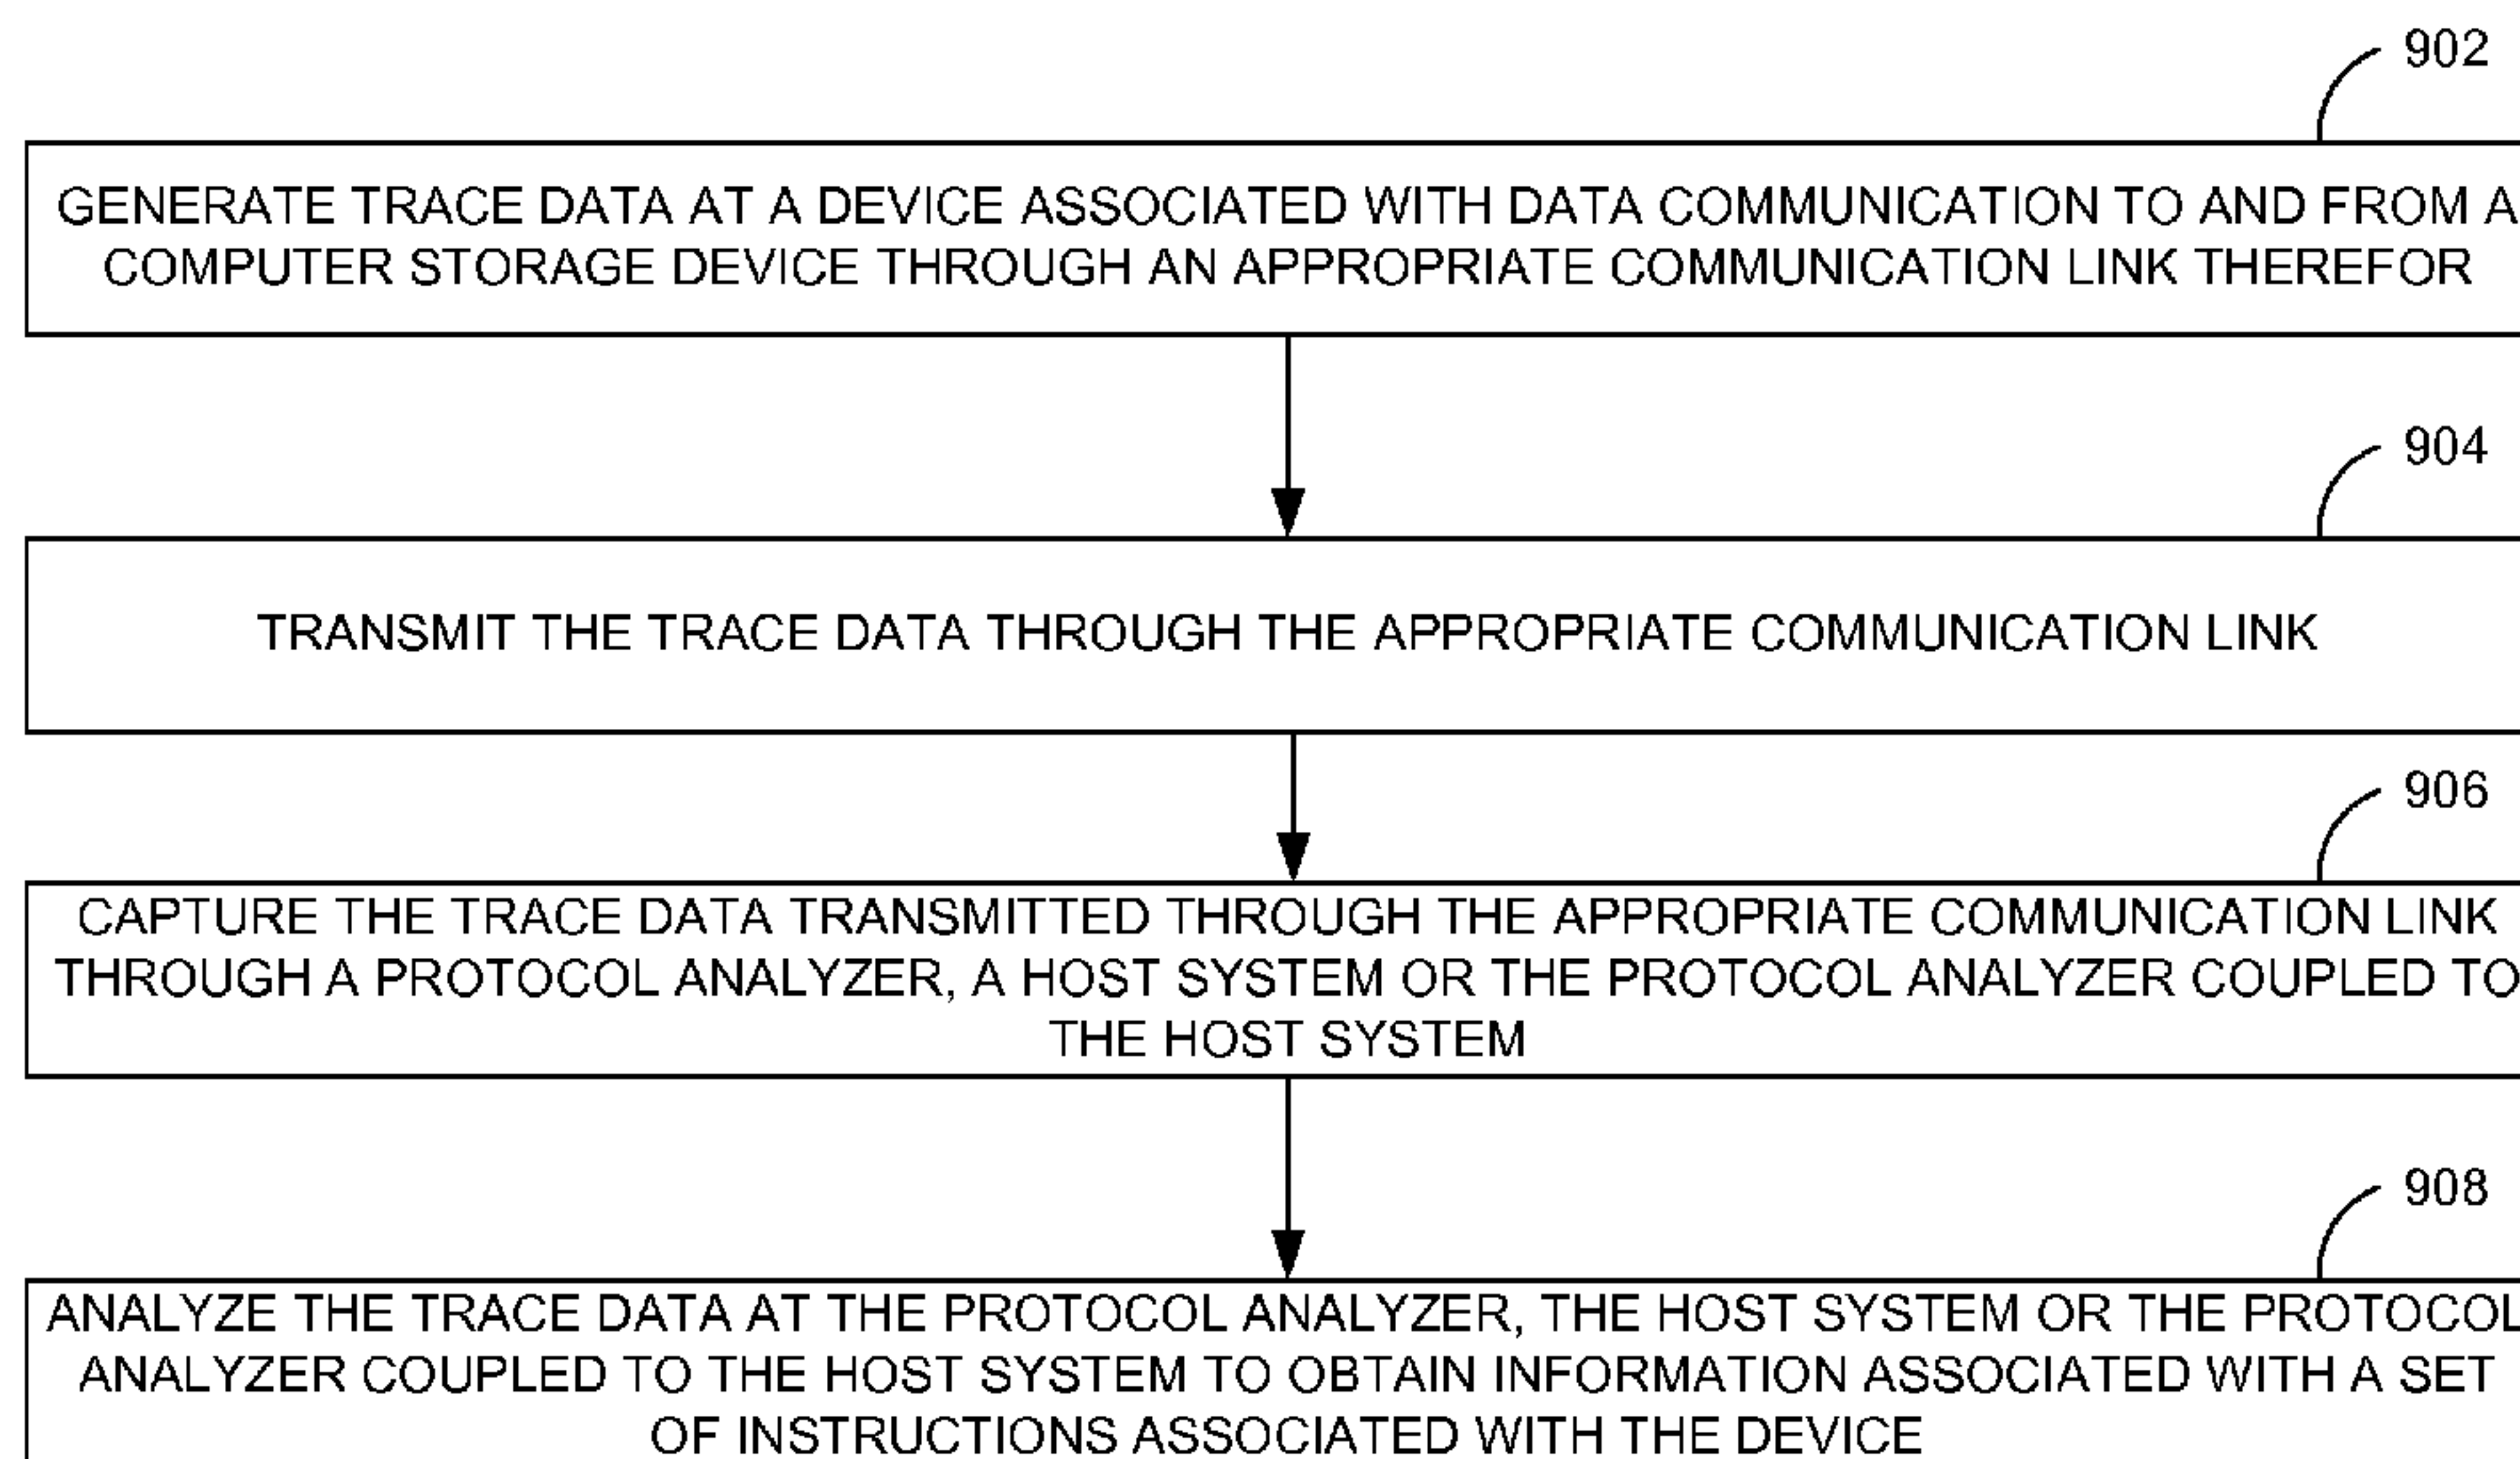 902
GENERATE TRACE DATA AT A DEVICE ASSOCIATED WITH DATA COMMUNICATION TO AND FROM A
COMPUTER STORAGE DEVICE THROUGH AN APPROPRIATE COMMUNICATION LINK THEREFOR
904
TRANSMIT THE TRACE DATA THROUGH THE APPROPRIATE COMMUNICATION LINK
906
CAPTURE THE TRACE DATA TRANSMITTED THROUGH THE APPROPRIATE COMMUNICATION LINK
THROUGH A PROTOCOL ANALYZER, A HOST SYSTEM OR THE PROTOCOL ANALYZER COUPLED TO
THE HOST SYSTEM
908
ANALYZE THE TRACE DATA AT THE PROTOCOL ANALYZER, THE HOST SYSTEM OR THE PROTOCOL
ANALYZER COUPLED TO THE HOST SYSTEM TO OBTAIN INFORMATION ASSOCIATED WITH A SET
OF INSTRUCTIONS ASSOCIATED WITH THE DEVICE